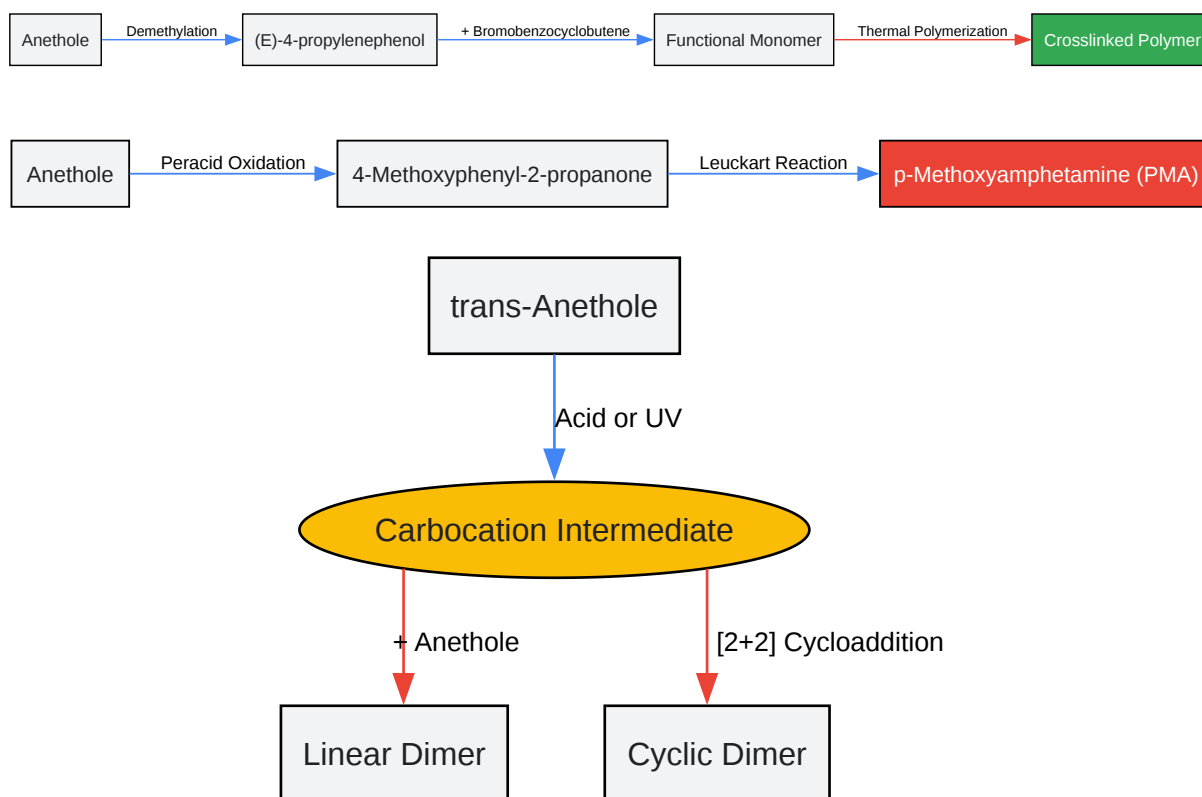 Anethole
Demethylation
(E)-4-propylenephenol
+ Bromobenzocyclobutene
Functional Monomer
Thermal Polymerization
Crosslinked Polymer
Anethole
Peracid Oxidation
4-Methoxyphenyl-2-propanone
Leuckart Reaction
p-Methoxyamphetamine (PMA)
trans-Anethole
Acid or UV
Carbocation Intermediate
+ Anethole
[2+2] Cycloaddition
Linear Dimer
Cyclic Dimer